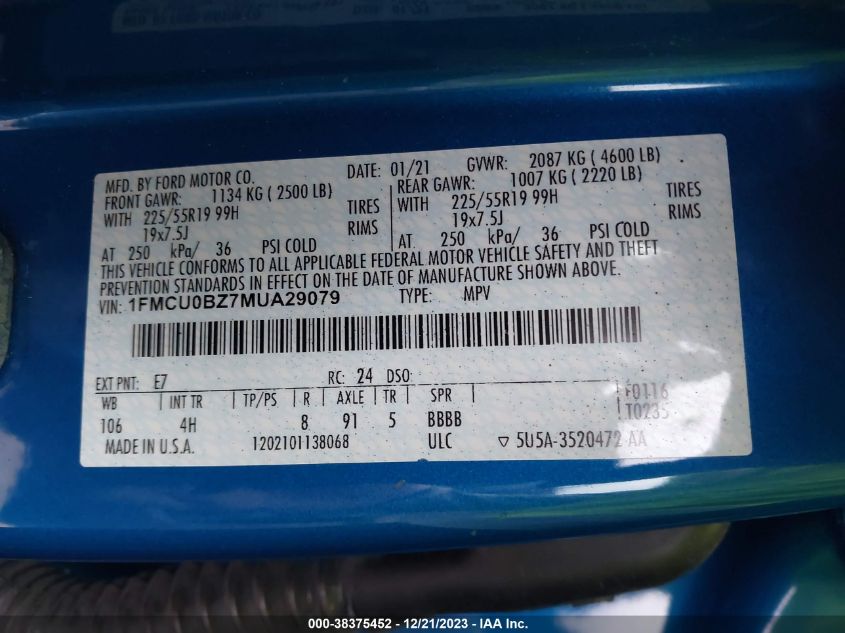 MFD. BY FORD MOTOR CO. DATE: 01/21 GVWR: 2087 KG ( 4600 LB)
FRONT GAWR: 1134 KG ( 2500 LB) REAR GAWR: 1007 KG ( 2220 LB)
WITH 225/55R19 99H TIRES WITH 225/55R19 99H TIRES
19x7.5J RIMS 19x7.5J RIMS
AT 250 kPa/ 36 PSI COLD AT 250 kPa/ 36 PSI COLD
THIS VEHICLE CONFORMS TO ALL APPLICABLE FEDERAL MOTOR VEHICLE SAFETY AND THEFT
PREVENTION STANDARDS IN EFFECT ON THE DATE OF MANUFACTURE SHOWN ABOVE.
VIN: 1FMCU0BZ7MUA29079 TYPE: MPV
EXT PNT: E7 RC: 24 DSO:
WB INT TR TP/PS R AXLE TR SPR F0116
106 4H 8 91 5 BBBB T0235
MADE IN U.S.A. 1202101138068 ULC ▽ 5U5A-3520472 AA
000-38375452 - 12/21/2023 - IAA Inc.